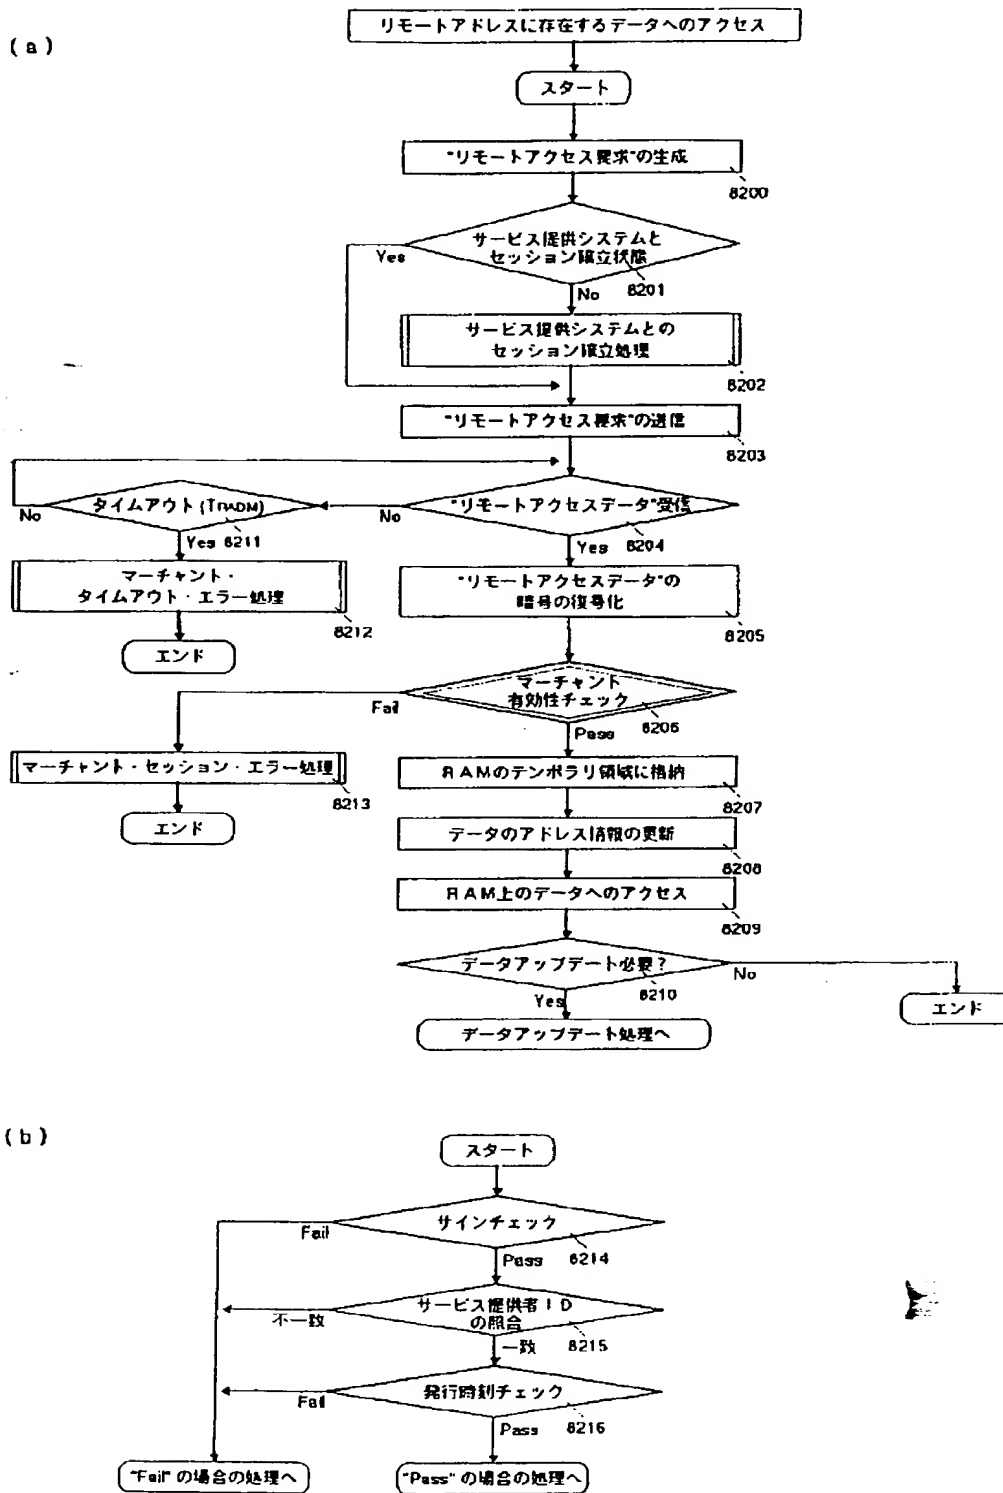 (a)
リモートアドレスに存在するデータへのアクセス
スタート
"リモートアクセス要求"の生成
8200
サービス提供システムと
セッション確立状態
8201
Yes
No
サービス提供システムとの
セッション確立処理
8202
"リモートアクセス要求"の送信
8203
"リモートアクセスデータ"受信
8204
No
Yes
タイムアウト(TRADM)
8211
No
Yes
マーチャント・
タイムアウト・エラー処理
8212
エンド
"リモートアクセスデータ"の
暗号の復号化
8205
マーチャント
有効性チェック
8206
Fail
Pass
マーチャント・セッション・エラー処理
8213
エンド
RAMのテンポラリ領域に格納
8207
データのアドレス情報の更新
8208
RAM上のデータへのアクセス
8209
データアップデート必要?
8210
No
Yes
エンド
データアップデート処理へ
(b)
スタート
サインチェック
8214
Fail
Pass
サービス提供者ID
の照合
8215
不一致
一致
発行時刻チェック
8216
Fail
Pass
"Fail"の場合の処理へ
"Pass"の場合の処理へ